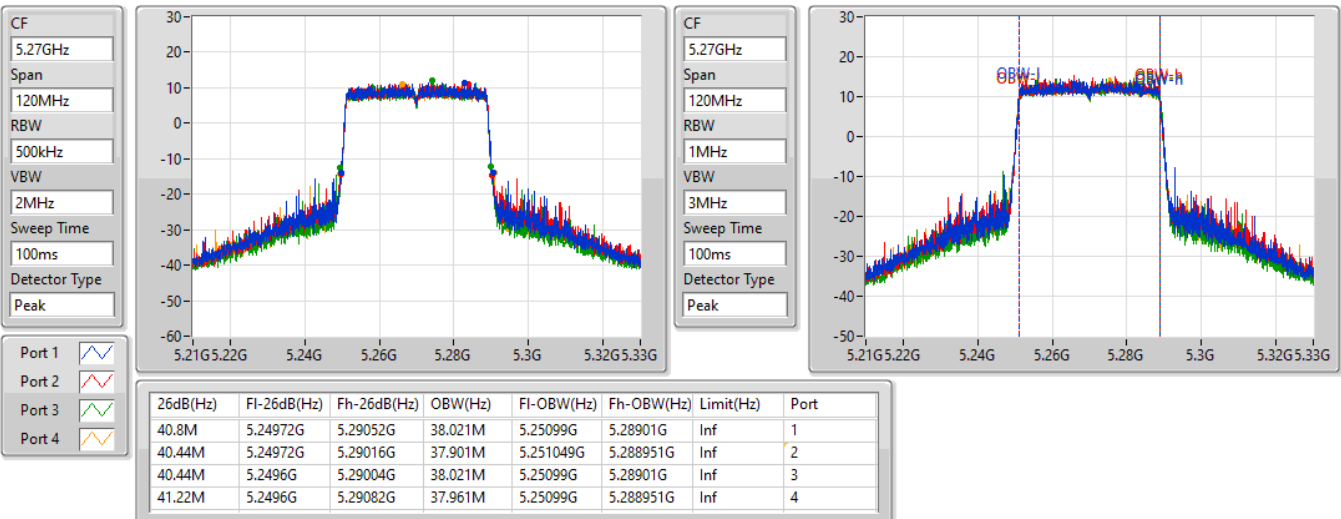 CF
5.27GHz
Span
120MHz
RBW
500kHz
VBW
2MHz
Sweep Time
100ms
Detector Type
Peak
Port 1
Port 2
Port 3
Port 4
30
20
10
0
-10
-20
-30
-40
-50
-60
5.21G 5.22G 5.24G 5.26G 5.28G 5.3G 5.32G 5.33G
CF
5.27GHz
Span
120MHz
RBW
1MHz
VBW
3MHz
Sweep Time
100ms
Detector Type
Peak
30
20
10
0
-10
-20
-30
-40
-50
OBW-l OBW-h
5.21G 5.22G 5.24G 5.26G 5.28G 5.3G 5.32G 5.33G
26dB(Hz) Fl-26dB(Hz) Fh-26dB(Hz) OBW(Hz) Fl-OBW(Hz) Fh-OBW(Hz) Limit(Hz) Port
40.8M 5.24972G 5.29052G 38.021M 5.25099G 5.28901G Inf 1
40.44M 5.24972G 5.29016G 37.901M 5.251049G 5.288951G Inf 2
40.44M 5.2496G 5.29004G 38.021M 5.25099G 5.28901G Inf 3
41.22M 5.2496G 5.29082G 37.961M 5.25099G 5.288951G Inf 4